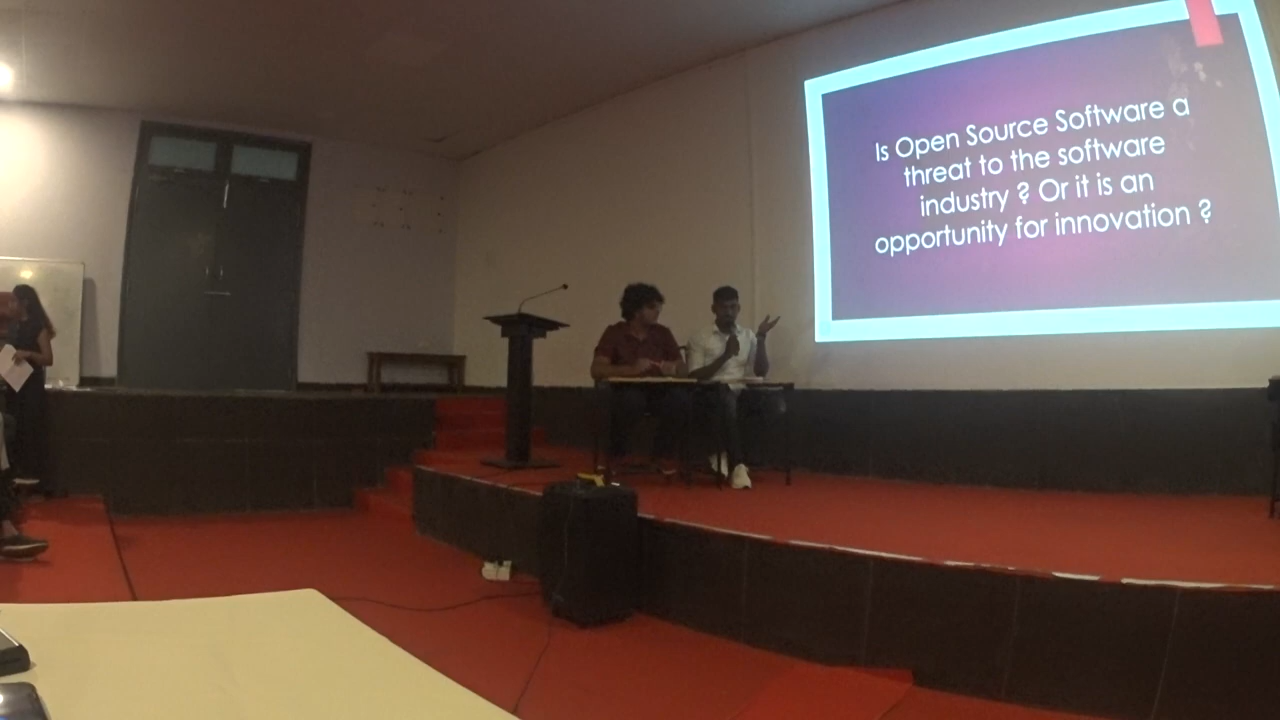 Is Open Source Software a
threat to the software
industry ? Or it is an
opportunity for innovation ?